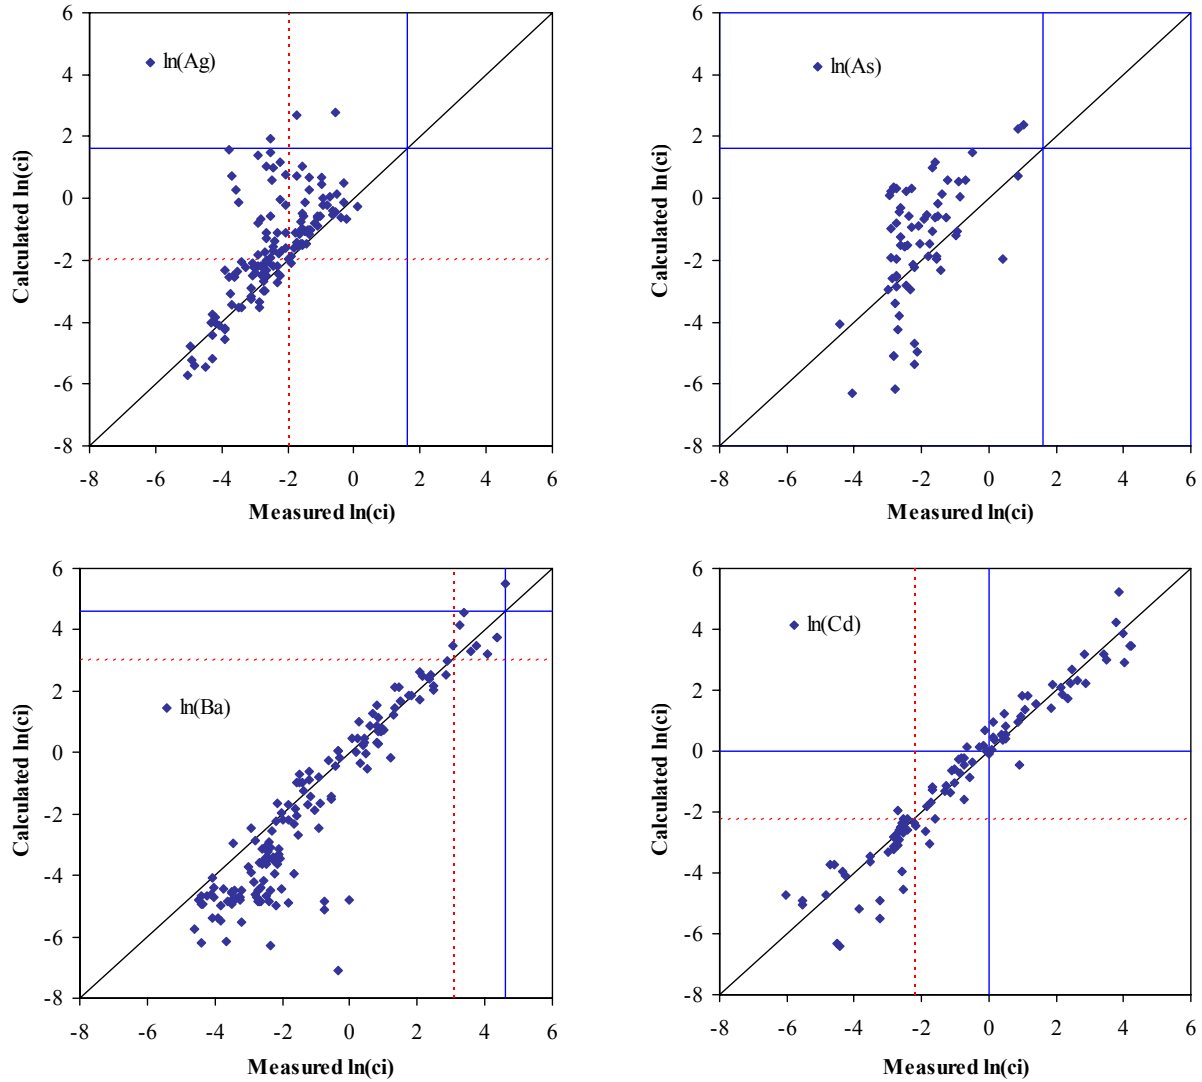 6
4
2
0
-2
-4
-6
-8
-8 -6 -4 -2 0 2 4 6
Calculated ln(ci)
Measured ln(ci)
ln(Ag)
6
4
2
0
-2
-4
-6
-8
-8 -6 -4 -2 0 2 4 6
Calculated ln(ci)
Measured ln(ci)
ln(As)
6
4
2
0
-2
-4
-6
-8
-8 -6 -4 -2 0 2 4 6
Calculated ln(ci)
Measured ln(ci)
ln(Ba)
6
4
2
0
-2
-4
-6
-8
-8 -6 -4 -2 0 2 4 6
Calculated ln(ci)
Measured ln(ci)
ln(Cd)